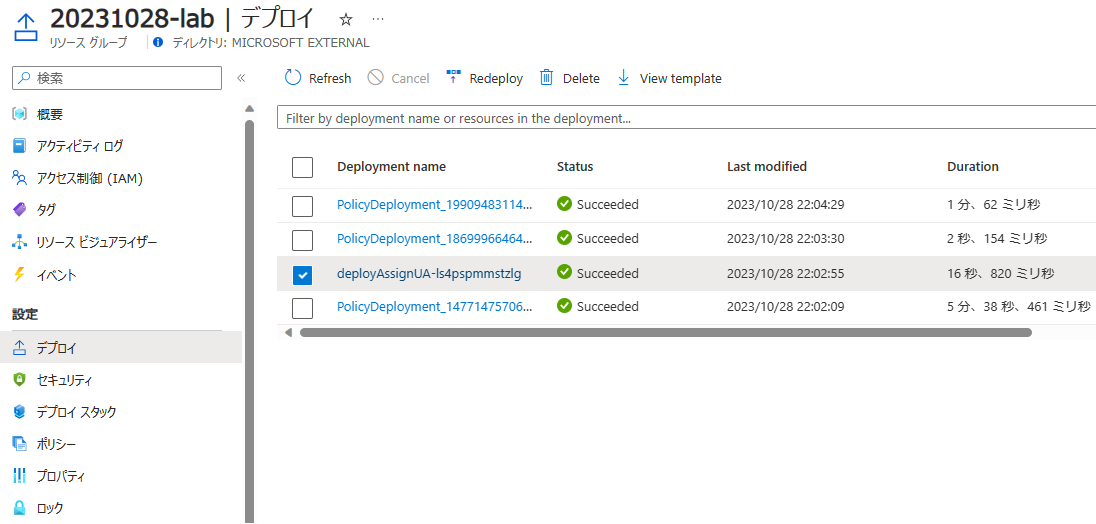 20231028-lab | デプロイ ☆ …
リソース グループ ディレクトリ: MICROSOFT EXTERNAL
検索 «
概要
アクティビティ ログ
アクセス制御 (IAM)
タグ
リソース ビジュアライザー
イベント
設定
デプロイ
セキュリティ
デプロイ スタック
ポリシー
プロパティ
ロック
Refresh Cancel Redeploy Delete View template
Filter by deployment name or resources in the deployment...
Deployment name Status Last modified Duration
PolicyDeployment_19909483114... Succeeded 2023/10/28 22:04:29 1 分、62 ミリ秒
PolicyDeployment_18699966464... Succeeded 2023/10/28 22:03:30 2 秒、154 ミリ秒
deployAssignUA-ls4pspmmstzlg Succeeded 2023/10/28 22:02:55 16 秒、820 ミリ秒
PolicyDeployment_14771475706... Succeeded 2023/10/28 22:02:09 5 分、38 秒、461 ミリ秒